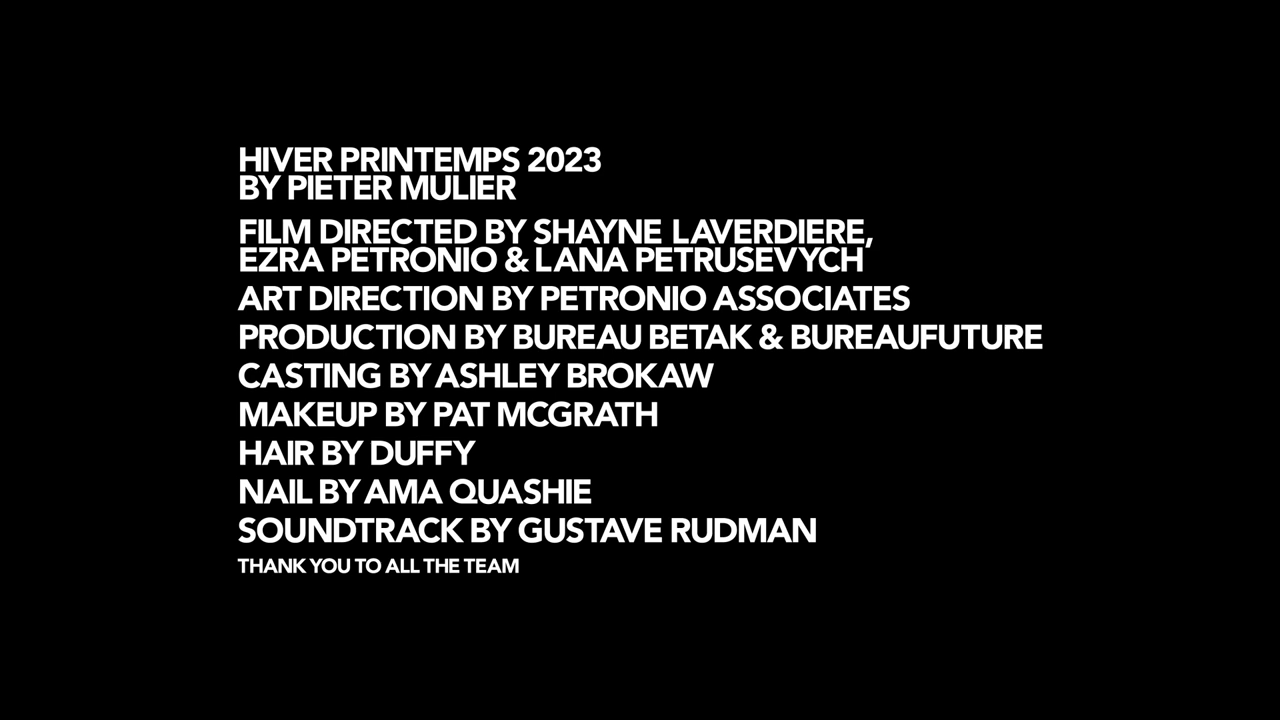 HIVER PRINTEMPS 2023
BY PIETER MULIER
FILM DIRECTED BY SHAYNE LAVERDIERE,
EZRA PETRONIO & LANA PETRUSEVYCH
ART DIRECTION BY PETRONIO ASSOCIATES
PRODUCTION BY BUREAU BETAK & BUREAUFUTURE
CASTING BY ASHLEY BROKAW
MAKEUP BY PAT MCGRATH
HAIR BY DUFFY
NAIL BY AMA QUASHIE
SOUNDTRACK BY GUSTAVE RUDMAN
THANK YOU TO ALL THE TEAM